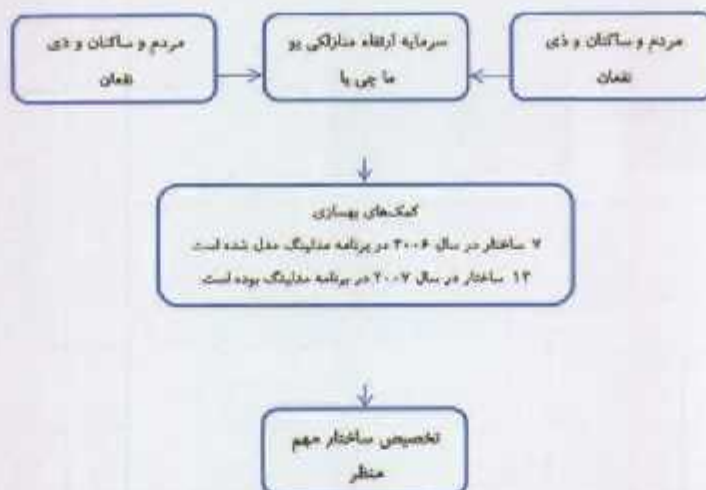 مردم و ساکنان و ذی
نفعان
سرمایه ارتقاء منازلکی یو
ما چی یا
مردم و ساکنان و ذی
نفعان
کمک‌های بهسازی
۷ ساختار در سال ۲۰۰۶ در برنامه مدلینگ مدل شده است
۱۳ ساختار در سال ۲۰۰۷ در برنامه مدلینگ بوده است
تخصیص ساختار مهم
منظر